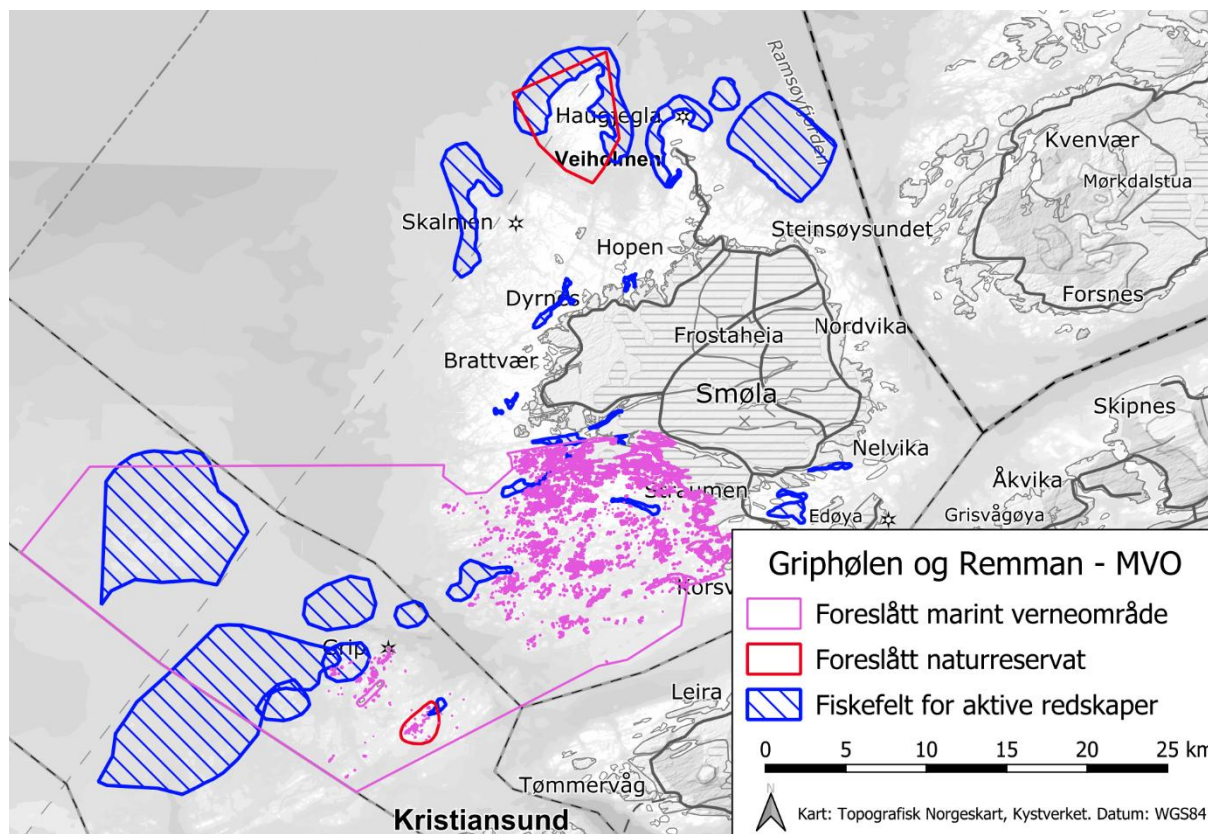 Ramsøyfjorden
Haugjegla
Kvenvær
Veiholmen
Mørkdalstua
Skalmen
Steinsøysundet
Hopen
Forsnes
Dyrnes
Frostaheia
Nordvika
Brattvær
Smøla
Skipnes
Nelvika
Åkvika
Straumen
Edøya
Grisvågøya
Korsv
Grip
Leira
Tømmervåg
Kristiansund
Griphølen og Remman - MVO
Foreslått marint verneområde
Foreslått naturreservat
Fiskefelt for aktive redskaper
0 5 10 15 20 25 km
N
Kart: Topografisk Norgeskart, Kystverket. Datum: WGS84